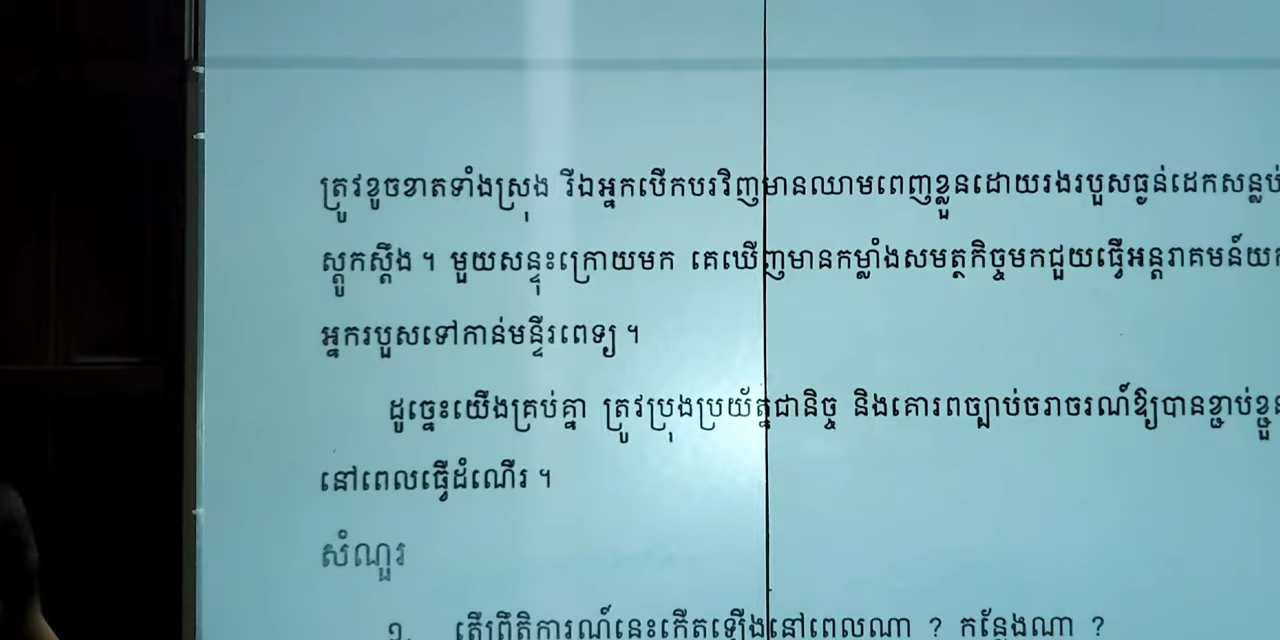 ត្រូវខូចខាតទាំងស្រុង រីឯអ្នកបើកបរវិញមានឈាមពេញខ្លួនដោយរងរបួសធ្ងន់ដេកសន្លប់
ស្តូកស្តឹង ។ មួយសន្ទុះក្រោយមក គេឃើញមានកម្លាំងសមត្ថកិច្ចមកជួយធ្វើអន្តរាគមន៍យក
អ្នករបួសទៅកាន់មន្ទីរពេទ្យ ។
ដូច្នេះយើងគ្រប់គ្នា ត្រូវប្រុងប្រយ័ត្នជានិច្ច និងគោរពច្បាប់ចរាចរណ៍ឱ្យបានខ្ជាប់ខ្ជួន
នៅពេលធ្វើដំណើរ ។
សំណួរ
១. តើព្រឹត្តិការណ៍នេះកើតឡើងនៅពេលណា ? កន្លែងណា ?